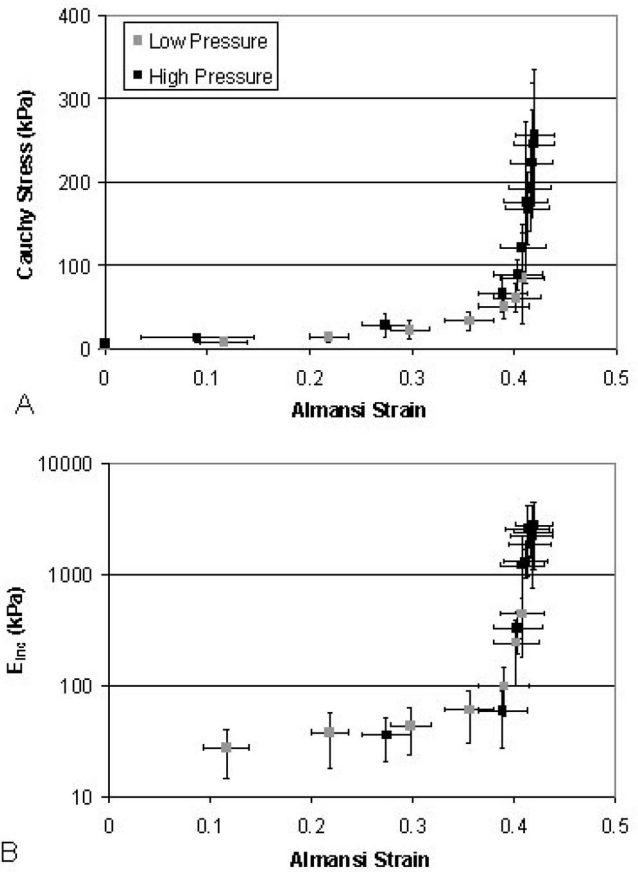 500
Low Pressure
High Pressure
400
300
200
100
0
Cauchy Stress (kPa)
0 0.1 0.2 0.3 0.4 0.5
A
Almansi Strain
10000
1000
100
10
E_Inc (kPa)
0 0.1 0.2 0.3 0.4 0.5
B
Almansi Strain